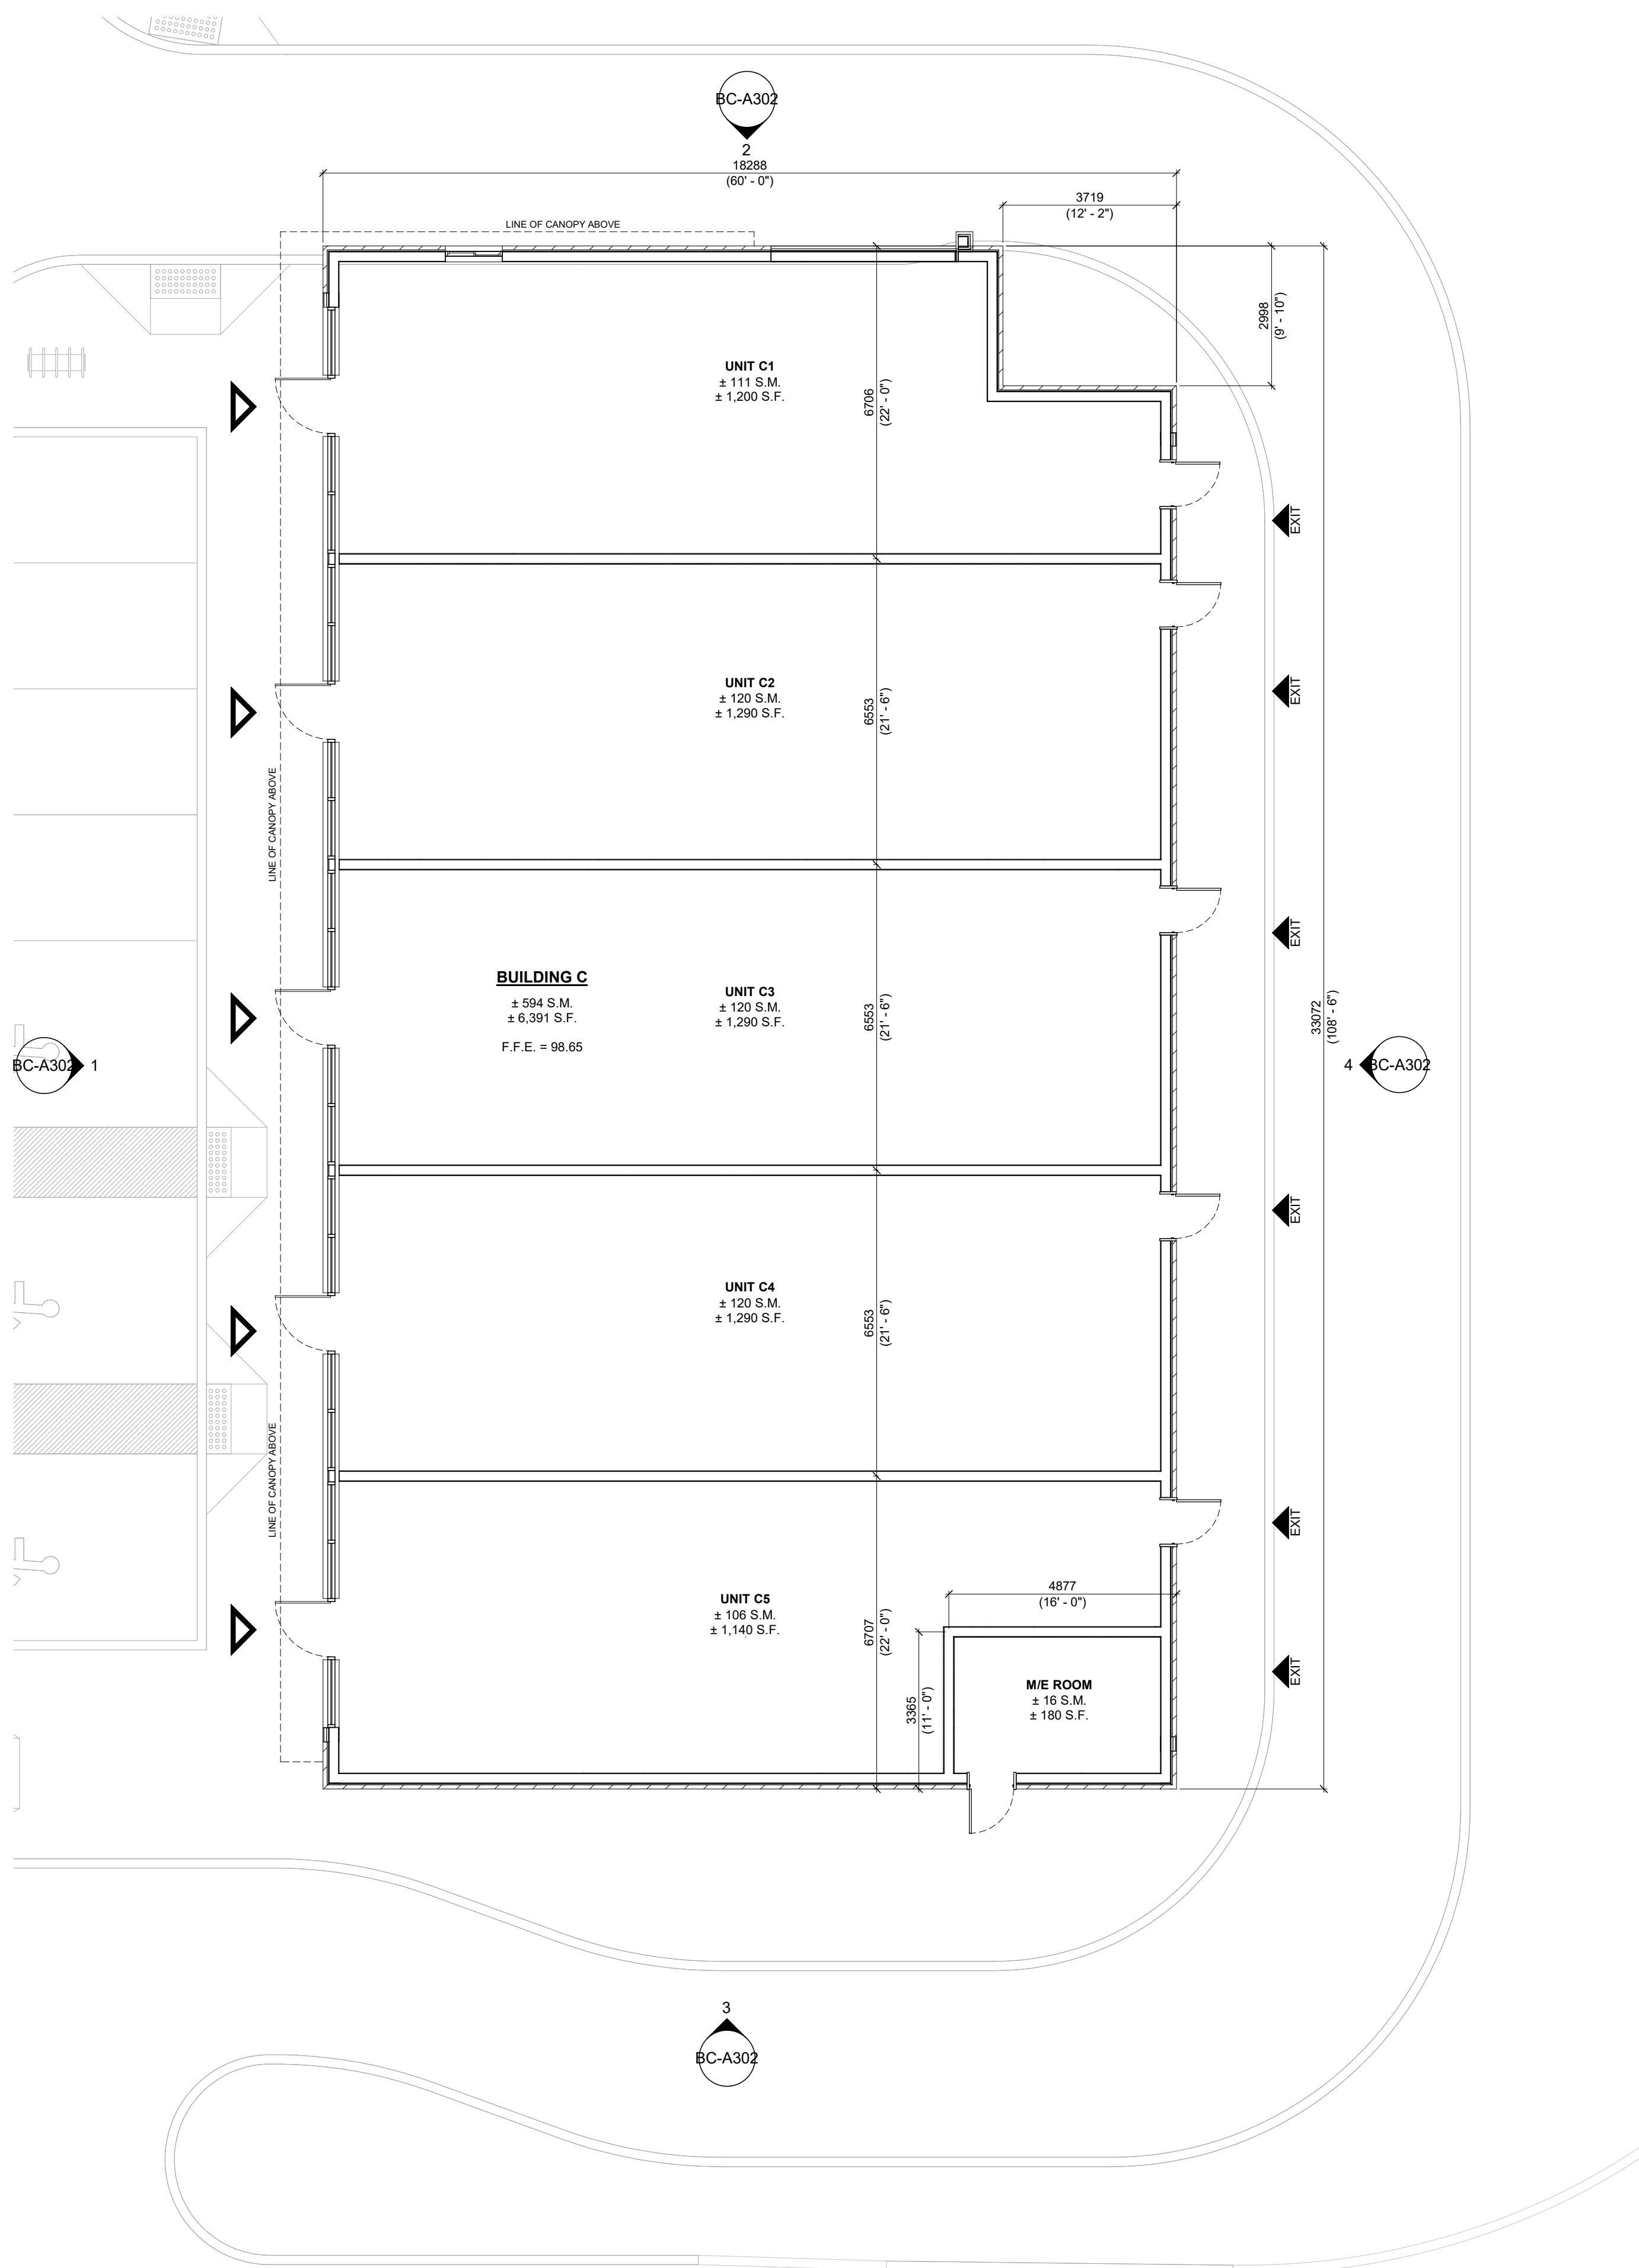 BC-A302
2
18288
(60' - 0")
3719
(12' - 2")
LINE OF CANOPY ABOVE
2998
(9' - 10")
UNIT C1
± 111 S.M.
± 1,200 S.F.
6706
(22' - 0")
EXIT
UNIT C2
± 120 S.M.
± 1,290 S.F.
6553
(21' - 6")
EXIT
LINE OF CANOPY ABOVE
EXIT
BUILDING C
± 594 S.M.
± 6,391 S.F.
F.F.E. = 98.65
UNIT C3
± 120 S.M.
± 1,290 S.F.
6553
(21' - 6")
33072
(108' - 6")
BC-A302
1
4
BC-A302
EXIT
UNIT C4
± 120 S.M.
± 1,290 S.F.
6553
(21' - 6")
LINE OF CANOPY ABOVE
EXIT
UNIT C5
± 106 S.M.
± 1,140 S.F.
6707
(22' - 0")
4877
(16' - 0")
3365
(11' - 0")
M/E ROOM
± 16 S.M.
± 180 S.F.
EXIT
3
BC-A302